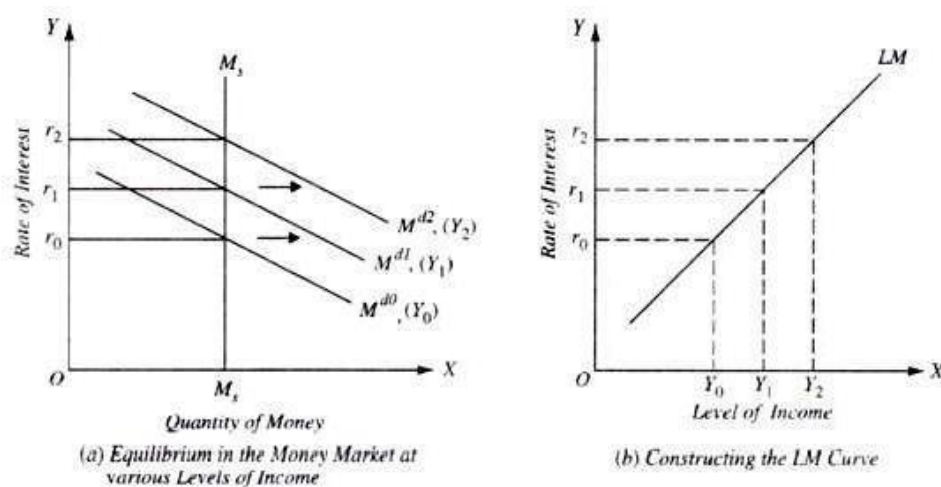 Y
M_s
r_2
r_1
r_0
Rate of Interest
M^{d2}, (Y_2)
M^{d1}, (Y_1)
M^{d0}, (Y_0)
O
M_s
X
Quantity of Money
(a) Equilibrium in the Money Market at
various Levels of Income
Y
LM
r_2
r_1
r_0
Rate of Interest
O
Y_0 Y_1 Y_2
X
Level of Income
(b) Constructing the LM Curve